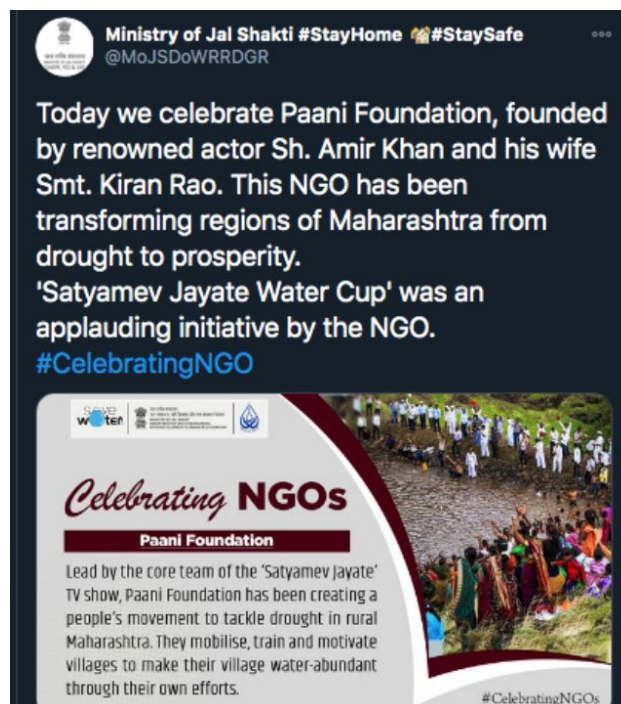 Ministry of Jal Shakti #StayHome 🏡#StaySafe
@MoJSDoWRRDGR
Today we celebrate Paani Foundation, founded
by renowned actor Sh. Amir Khan and his wife
Smt. Kiran Rao. This NGO has been
transforming regions of Maharashtra from
drought to prosperity.
'Satyamev Jayate Water Cup' was an
applauding initiative by the NGO.
#CelebratingNGO
save
water
Celebrating NGOs
Paani Foundation
Lead by the core team of the 'Satyamev Jayate'
TV show, Paani Foundation has been creating a
people's movement to tackle drought in rural
Maharashtra. They mobilise, train and motivate
villages to make their village water-abundant
through their own efforts.
#CelebratingNGOs